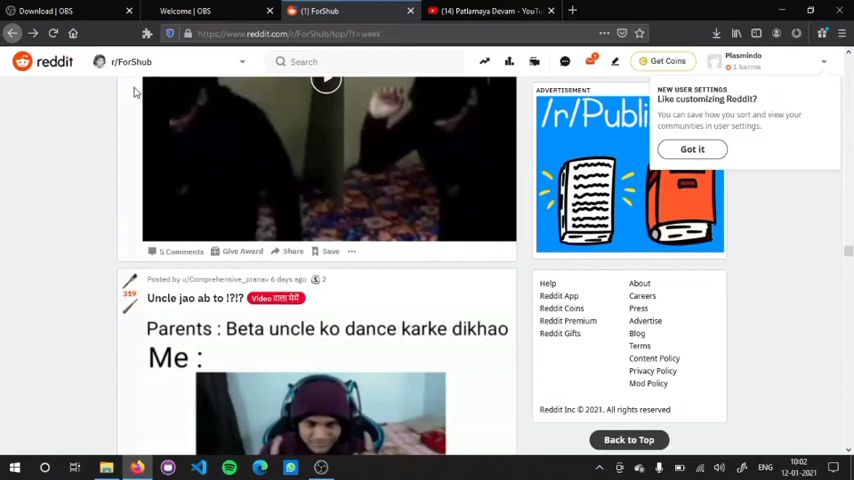 Download | OBS
Welcome | OBS
(1) ForShub
(14) Patlamaya Devam - YouTu
https://www.reddit.com/r/ForShub/top/?t=week
reddit
r/ForShub
Search
Get Coins
Plasmindo
1 karma
NEW USER SETTINGS
Like customizing Reddit?
You can save how you sort and view your
communities in user settings.
Got it
ADVERTISEMENT
/r/Publi
5 Comments
Give Award
Share
Save
Posted by u/Comprehensive_pranav 6 days ago
2
319
Uncle jao ab to !?!?
Video वाला मेमें
Parents : Beta uncle ko dance karke dikhao
Me :
Help
About
Reddit App
Careers
Reddit Coins
Press
Reddit Premium
Advertise
Reddit Gifts
Blog
Terms
Content Policy
Privacy Policy
Mod Policy
Reddit Inc © 2021. All rights reserved
Back to Top
ENG
10:02
12-01-2021